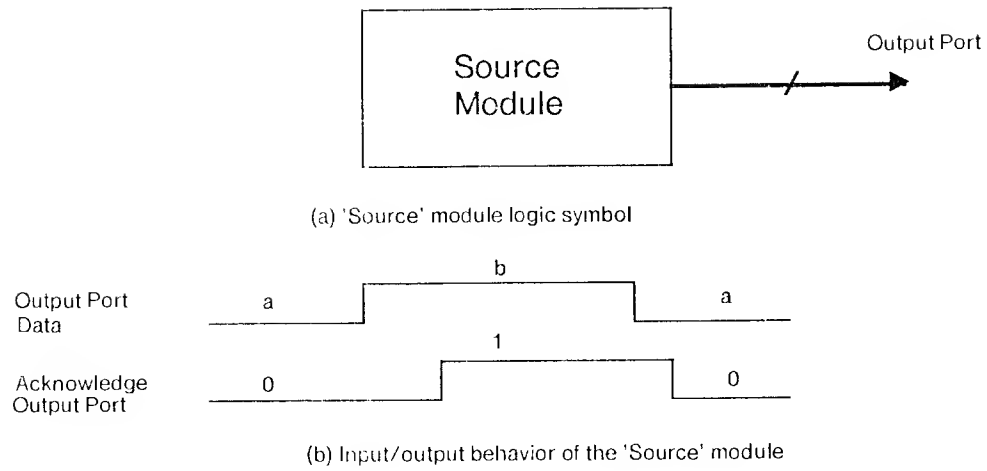 Output Port
Source
Module
(a) 'Source' module logic symbol
b
Output Port
Data
a
a
1
Acknowledge
Output Port
0
0
(b) Input/output behavior of the 'Source' module